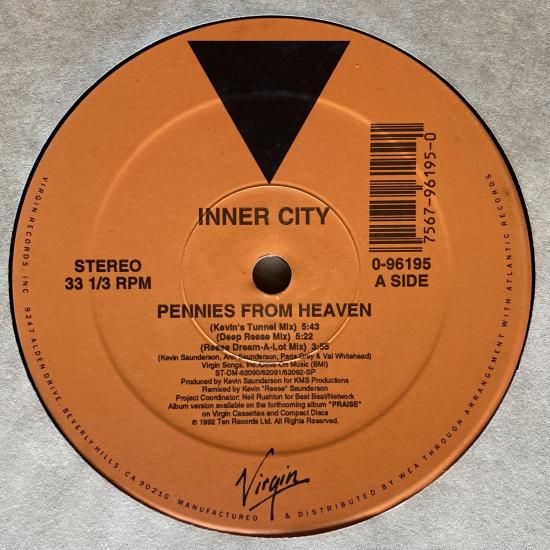 INNER CITY
7567-96195-0
STEREO
33 1/3 RPM
0-96195
A SIDE
PENNIES FROM HEAVEN
(Kevin's Tunnel Mix) 5:43
(Deep Reese Mix) 5:22
(Reese Dream-A-Lot Mix) 3:55
(Kevin Saunderson, Ann Saunderson, Paris Grey & Val Whitehead)
Virgin Songs, Inc./Drive-On Music (BMI)
ST-DM-62090/62091/62092-SP
Produced by Kevin Saunderson for KMS Productions
Remixed by Kevin "Reese" Saunderson
Project Coordinator: Neil Rushton for Best Beat/Network
Album version available on the forthcoming album "PRAISE"
on Virgin Cassettes and Compact Discs
℗ © 1992 Ten Records Ltd. All Rights Reserved.
Virgin
VIRGIN RECORDS, INC. 9247 ALDEN DRIVE, BEVERLY HILLS, CA 90210 MANUFACTURED & DISTRIBUTED BY WEA THROUGH ARRANGEMENT WITH ATLANTIC RECORDS